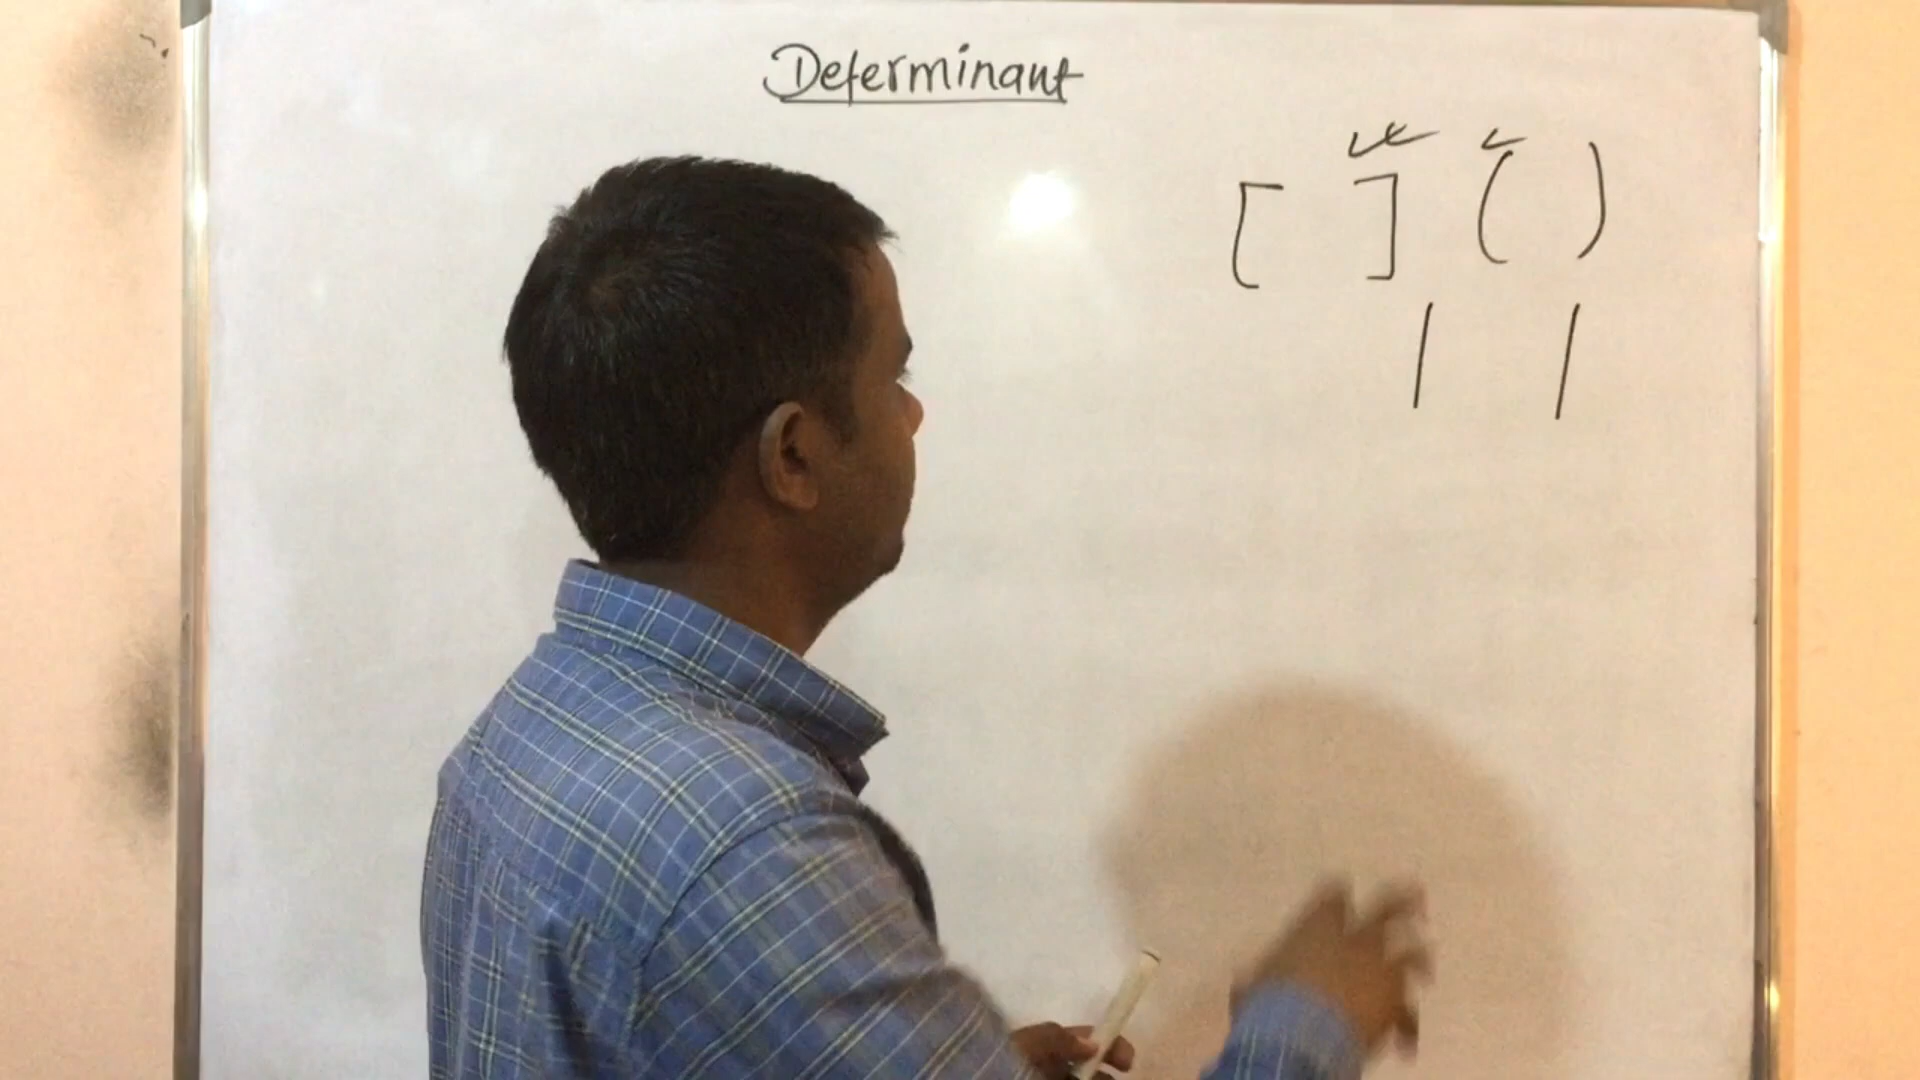 Determinant
[ ] ( )
| |